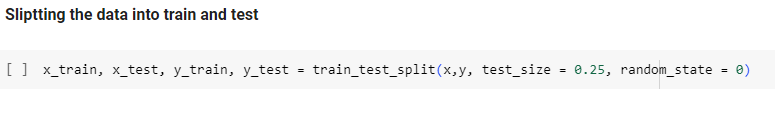 Sliptting the data into train and test
[ ] x_train, x_test, y_train, y_test = train_test_split(x,y, test_size = 0.25, random_state = 0)